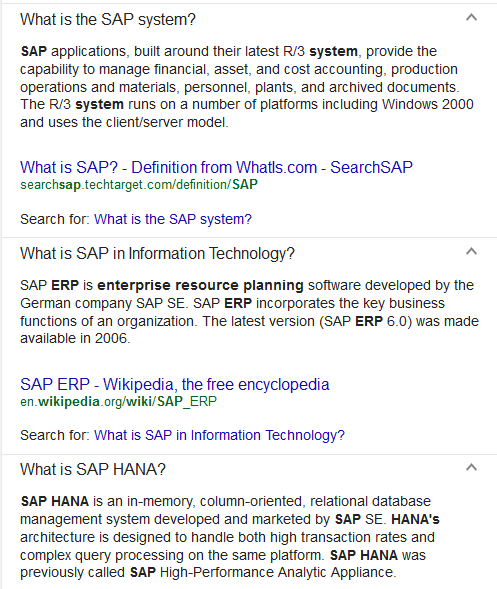 What is the SAP system?
SAP applications, built around their latest R/3 system, provide the
capability to manage financial, asset, and cost accounting, production
operations and materials, personnel, plants, and archived documents.
The R/3 system runs on a number of platforms including Windows 2000
and uses the client/server model.
What is SAP? - Definition from WhatIs.com - SearchSAP
searchsap.techtarget.com/definition/SAP
Search for: What is the SAP system?
What is SAP in Information Technology?
SAP ERP is enterprise resource planning software developed by the
German company SAP SE. SAP ERP incorporates the key business
functions of an organization. The latest version (SAP ERP 6.0) was made
available in 2006.
SAP ERP - Wikipedia, the free encyclopedia
en.wikipedia.org/wiki/SAP_ERP
Search for: What is SAP in Information Technology?
What is SAP HANA?
SAP HANA is an in-memory, column-oriented, relational database
management system developed and marketed by SAP SE. HANA's
architecture is designed to handle both high transaction rates and
complex query processing on the same platform. SAP HANA was
previously called SAP High-Performance Analytic Appliance.